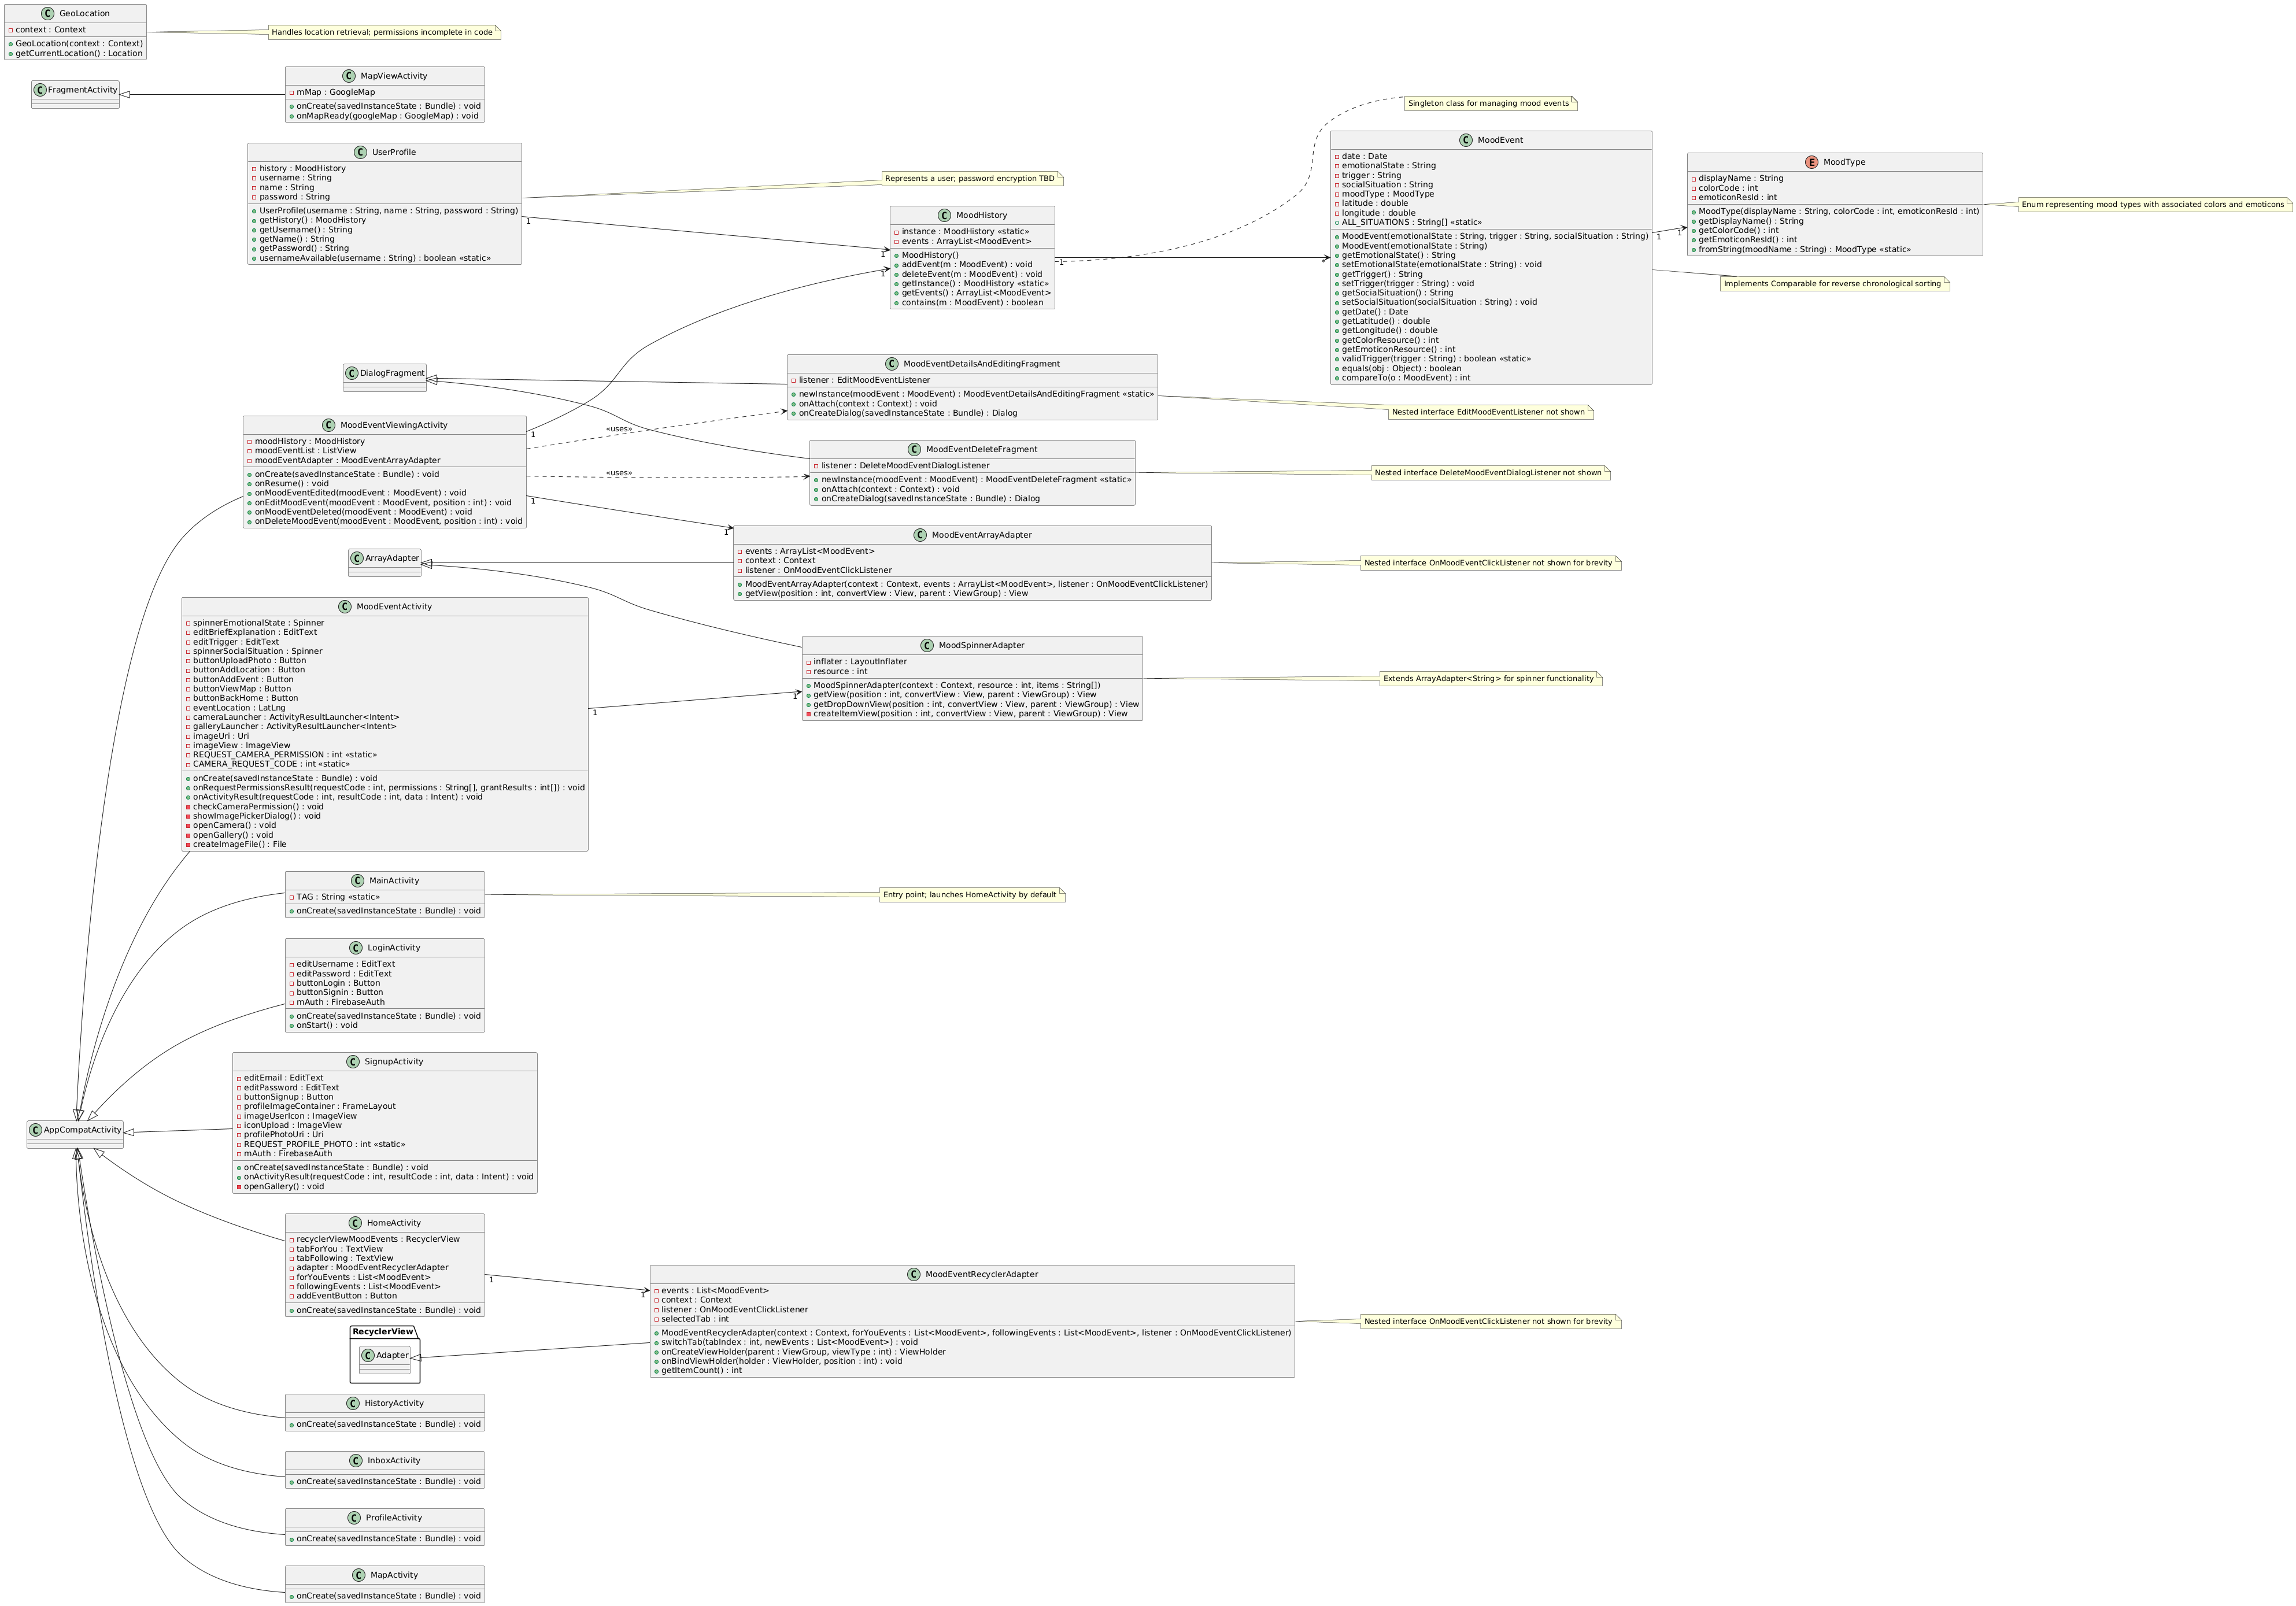 GeoLocation
context : Context
GeoLocation(context : Context)
getCurrentLocation() : Location
Handles location retrieval; permissions incomplete in code
FragmentActivity
MapViewActivity
mMap : GoogleMap
onCreate(savedInstanceState : Bundle) : void
onMapReady(googleMap : GoogleMap) : void
UserProfile
history : MoodHistory
username : String
name : String
password : String
UserProfile(username : String, name : String, password : String)
getHistory() : MoodHistory
getUsername() : String
getName() : String
getPassword() : String
usernameAvailable(username : String) : boolean «static»
1
1
Represents a user; password encryption TBD
MoodHistory
instance : MoodHistory «static»
events : ArrayList<MoodEvent>
MoodHistory()
addEvent(m : MoodEvent) : void
deleteEvent(m : MoodEvent) : void
getInstance() : MoodHistory «static»
getEvents() : ArrayList<MoodEvent>
contains(m : MoodEvent) : boolean
1
*
Singleton class for managing mood events
MoodEvent
date : Date
emotionalState : String
trigger : String
socialSituation : String
moodType : MoodType
latitude : double
longitude : double
ALL_SITUATIONS : String[] «static»
MoodEvent(emotionalState : String, trigger : String, socialSituation : String)
MoodEvent(emotionalState : String)
getEmotionalState() : String
setEmotionalState(emotionalState : String) : void
getTrigger() : String
setTrigger(trigger : String) : void
getSocialSituation() : String
setSocialSituation(socialSituation : String) : void
getDate() : Date
getLatitude() : double
getLongitude() : double
getColorResource() : int
getEmoticonResource() : int
validTrigger(trigger : String) : boolean «static»
equals(obj : Object) : boolean
compareTo(o : MoodEvent) : int
1
1
MoodType
displayName : String
colorCode : int
emoticonResId : int
MoodType(displayName : String, colorCode : int, emoticonResId : int)
getDisplayName() : String
getColorCode() : int
getEmoticonResId() : int
fromString(moodName : String) : MoodType «static»
Enum representing mood types with associated colors and emoticons
Implements Comparable for reverse chronological sorting
DialogFragment
MoodEventDetailsAndEditingFragment
listener : EditMoodEventListener
newInstance(moodEvent : MoodEvent) : MoodEventDetailsAndEditingFragment «static»
onAttach(context : Context) : void
onCreateDialog(savedInstanceState : Bundle) : Dialog
Nested interface EditMoodEventListener not shown
MoodEventViewingActivity
moodHistory : MoodHistory
moodEventList : ListView
moodEventAdapter : MoodEventArrayAdapter
onCreate(savedInstanceState : Bundle) : void
onResume() : void
onMoodEventEdited(moodEvent : MoodEvent) : void
onEditMoodEvent(moodEvent : MoodEvent, position : int) : void
onMoodEventDeleted(moodEvent : MoodEvent) : void
onDeleteMoodEvent(moodEvent : MoodEvent, position : int) : void
1
1
«uses»
«uses»
1
1
MoodEventDeleteFragment
listener : DeleteMoodEventDialogListener
newInstance(moodEvent : MoodEvent) : MoodEventDeleteFragment «static»
onAttach(context : Context) : void
onCreateDialog(savedInstanceState : Bundle) : Dialog
Nested interface DeleteMoodEventDialogListener not shown
ArrayAdapter
MoodEventArrayAdapter
events : ArrayList<MoodEvent>
context : Context
listener : OnMoodEventClickListener
MoodEventArrayAdapter(context : Context, events : ArrayList<MoodEvent>, listener : OnMoodEventClickListener)
getView(position : int, convertView : View, parent : ViewGroup) : View
Nested interface OnMoodEventClickListener not shown for brevity
MoodEventActivity
spinnerEmotionalState : Spinner
editBriefExplanation : EditText
editTrigger : EditText
spinnerSocialSituation : Spinner
buttonUploadPhoto : Button
buttonAddLocation : Button
buttonAddEvent : Button
buttonViewMap : Button
buttonBackHome : Button
eventLocation : LatLng
cameraLauncher : ActivityResultLauncher<Intent>
galleryLauncher : ActivityResultLauncher<Intent>
imageUri : Uri
imageView : ImageView
REQUEST_CAMERA_PERMISSION : int «static»
CAMERA_REQUEST_CODE : int «static»
onCreate(savedInstanceState : Bundle) : void
onRequestPermissionsResult(requestCode : int, permissions : String[], grantResults : int[]) : void
onActivityResult(requestCode : int, resultCode : int, data : Intent) : void
checkCameraPermission() : void
showImagePickerDialog() : void
openCamera() : void
openGallery() : void
createImageFile() : File
1
1
MoodSpinnerAdapter
inflater : LayoutInflater
resource : int
MoodSpinnerAdapter(context : Context, resource : int, items : String[])
getView(position : int, convertView : View, parent : ViewGroup) : View
getDropDownView(position : int, convertView : View, parent : ViewGroup) : View
createItemView(position : int, convertView : View, parent : ViewGroup) : View
Extends ArrayAdapter<String> for spinner functionality
MainActivity
TAG : String «static»
onCreate(savedInstanceState : Bundle) : void
Entry point; launches HomeActivity by default
LoginActivity
editUsername : EditText
editPassword : EditText
buttonLogin : Button
buttonSignin : Button
mAuth : FirebaseAuth
onCreate(savedInstanceState : Bundle) : void
onStart() : void
AppCompatActivity
SignupActivity
editEmail : EditText
editPassword : EditText
buttonSignup : Button
profileImageContainer : FrameLayout
imageUserIcon : ImageView
iconUpload : ImageView
profilePhotoUri : Uri
REQUEST_PROFILE_PHOTO : int «static»
mAuth : FirebaseAuth
onCreate(savedInstanceState : Bundle) : void
onActivityResult(requestCode : int, resultCode : int, data : Intent) : void
openGallery() : void
HomeActivity
recyclerViewMoodEvents : RecyclerView
tabForYou : TextView
tabFollowing : TextView
adapter : MoodEventRecyclerAdapter
forYouEvents : List<MoodEvent>
followingEvents : List<MoodEvent>
addEventButton : Button
onCreate(savedInstanceState : Bundle) : void
1
1
RecyclerView
Adapter
MoodEventRecyclerAdapter
events : List<MoodEvent>
context : Context
listener : OnMoodEventClickListener
selectedTab : int
MoodEventRecyclerAdapter(context : Context, forYouEvents : List<MoodEvent>, followingEvents : List<MoodEvent>, listener : OnMoodEventClickListener)
switchTab(tabIndex : int, newEvents : List<MoodEvent>) : void
onCreateViewHolder(parent : ViewGroup, viewType : int) : ViewHolder
onBindViewHolder(holder : ViewHolder, position : int) : void
getItemCount() : int
Nested interface OnMoodEventClickListener not shown for brevity
HistoryActivity
onCreate(savedInstanceState : Bundle) : void
InboxActivity
onCreate(savedInstanceState : Bundle) : void
ProfileActivity
onCreate(savedInstanceState : Bundle) : void
MapActivity
onCreate(savedInstanceState : Bundle) : void